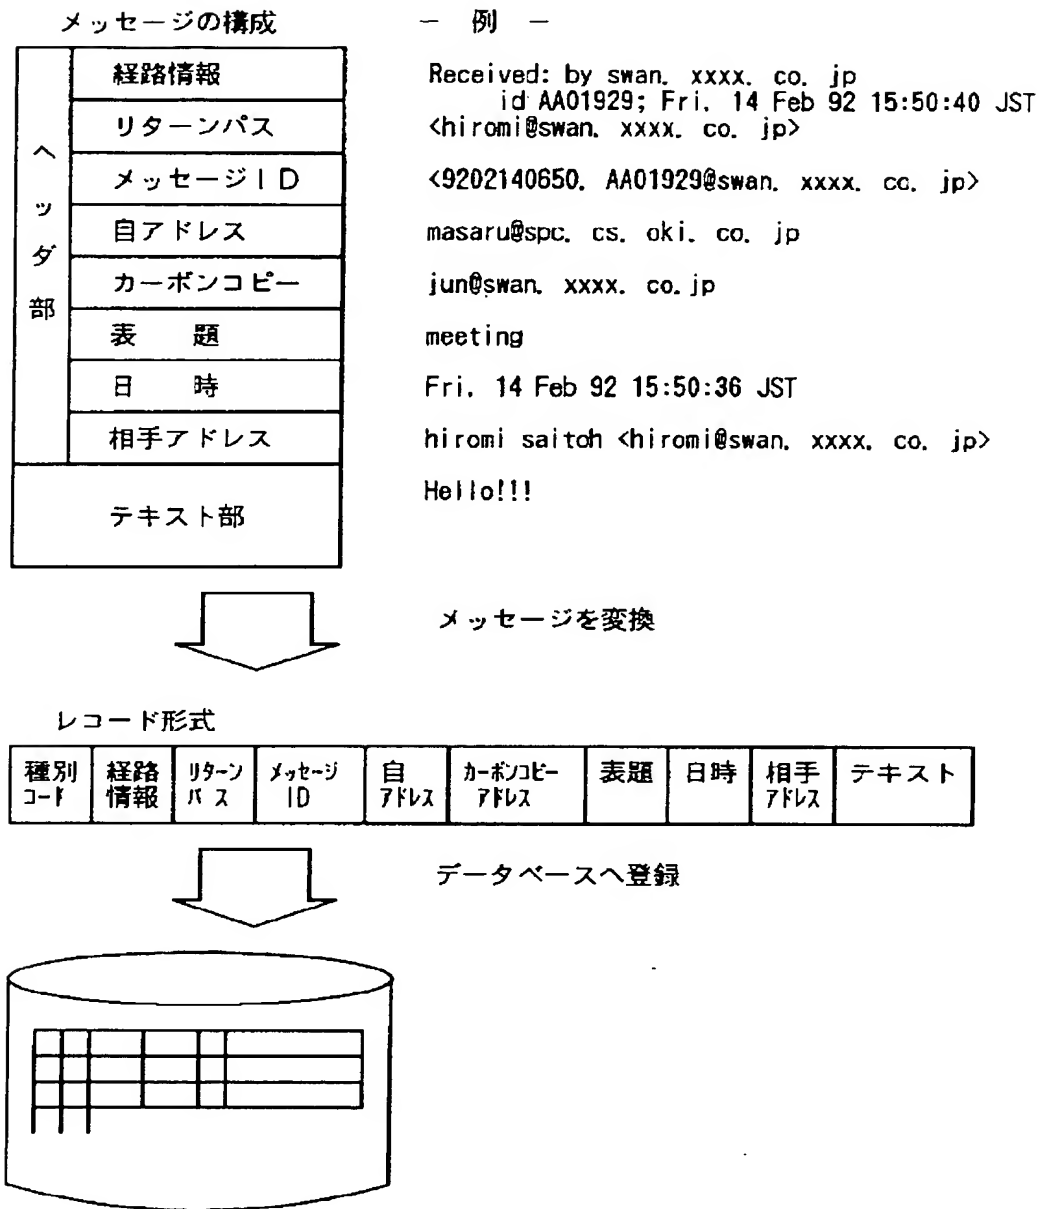 メッセージの構成 － 例 －
ヘッダ部
経路情報 Received: by swan. xxxx. co. jp
id AA01929; Fri. 14 Feb 92 15:50:40 JST
リターンパス <hiromi@swan. xxxx. co. jp>
メッセージID <9202140650. AA01929@swan. xxxx. co. jp>
自アドレス masaru@spc. cs. oki. co. jp
カーボンコピー jun@swan. xxxx. co. jp
表 題 meeting
日 時 Fri. 14 Feb 92 15:50:36 JST
相手アドレス hiromi saitoh <hiromi@swan. xxxx. co. jp>
テキスト部 Hello!!!
メッセージを変換
レコード形式
種別コード 経路情報 リターンパス メッセージID 自アドレス カーボンコピーアドレス 表題 日時 相手アドレス テキスト
データベースへ登録